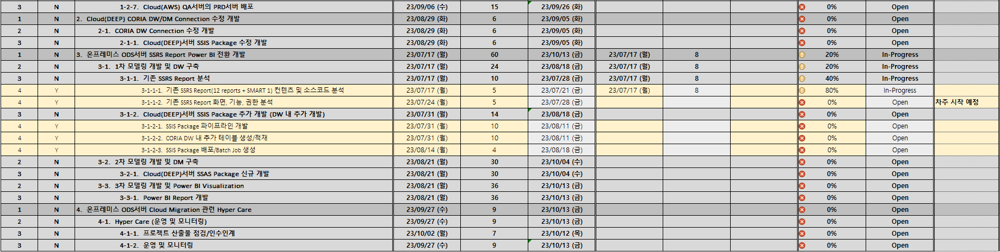 3 N 1-2-7. Cloud(AWS) QA서버의 PRD서버 배포 23/09/06 (수) 15 23/09/26 (화) 0% Open
1 N 2. Cloud(DEEP) CORIA DW/DM Connection 수정 개발 23/08/29 (화) 6 23/09/05 (화) 0% Open
2 N 2-1. CORIA DW Connection 수정 개발 23/08/29 (화) 6 23/09/05 (화) 0% Open
3 N 2-1-1. Cloud(DEEP)서버 SSIS Package 수정 개발 23/08/29 (화) 6 23/09/05 (화) 0% Open
1 N 3. 온프레미스 ODS서버 SSRS Report Power BI 전환 개발 23/07/17 (월) 60 23/10/13 (금) 23/07/17 (월) 8 20% In-Progress
2 N 3-1. 1차 모델링 개발 및 DW 구축 23/07/17 (월) 24 23/08/18 (금) 23/07/17 (월) 8 20% In-Progress
3 N 3-1-1. 기존 SSRS Report 분석 23/07/17 (월) 10 23/07/28 (금) 23/07/17 (월) 8 40% In-Progress
4 Y 3-1-1-1. 기존 SSRS Report(12 reports + SMART 1) 컨텐츠 및 소스코드 분석 23/07/17 (월) 5 23/07/21 (금) 23/07/17 (월) 8 80% In-Progress
4 Y 3-1-1-2. 기존 SSRS Report 화면, 기능, 권한 분석 23/07/24 (월) 5 23/07/28 (금) 0% Open 차주 시작 예정
3 N 3-1-2. Cloud(DEEP)서버 SSIS Package 추가 개발 (DW 내 추가 개발) 23/07/31 (월) 14 23/08/18 (금) 0% Open
4 Y 3-1-2-1. SSIS Package 파이프라인 개발 23/07/31 (월) 10 23/08/11 (금) 0% Open
4 Y 3-1-2-2. CORIA DW 내 추가 테이블 생성/적재 23/07/31 (월) 10 23/08/11 (금) 0% Open
4 Y 3-1-2-3. SSIS Package 배포/Batch Job 생성 23/08/14 (월) 4 23/08/18 (금) 0% Open
2 N 3-2. 2차 모델링 개발 및 DM 구축 23/08/21 (월) 30 23/10/04 (수) 0% Open
3 N 3-2-1. Cloud(DEEP)서버 SSAS Package 신규 개발 23/08/21 (월) 30 23/10/04 (수) 0% Open
2 N 3-3. 3차 모델링 개발 및 Power BI Visualization 23/08/21 (월) 36 23/10/13 (금) 0% Open
3 N 3-3-1. Power BI Report 개발 23/08/21 (월) 36 23/10/13 (금) 0% Open
1 N 4. 온프레미스 ODS서버 Cloud Migration 관련 Hyper Care 23/09/27 (수) 9 23/10/13 (금) 0% Open
2 N 4-1. Hyper Care (운영 및 모니터링) 23/09/27 (수) 9 23/10/13 (금) 0% Open
3 N 4-1-1. 프로젝트 산출물 점검/인수인계 23/10/02 (월) 7 23/10/12 (목) 0% Open
3 N 4-1-2. 운영 및 모니터링 23/09/27 (수) 9 23/10/13 (금) 0% Open